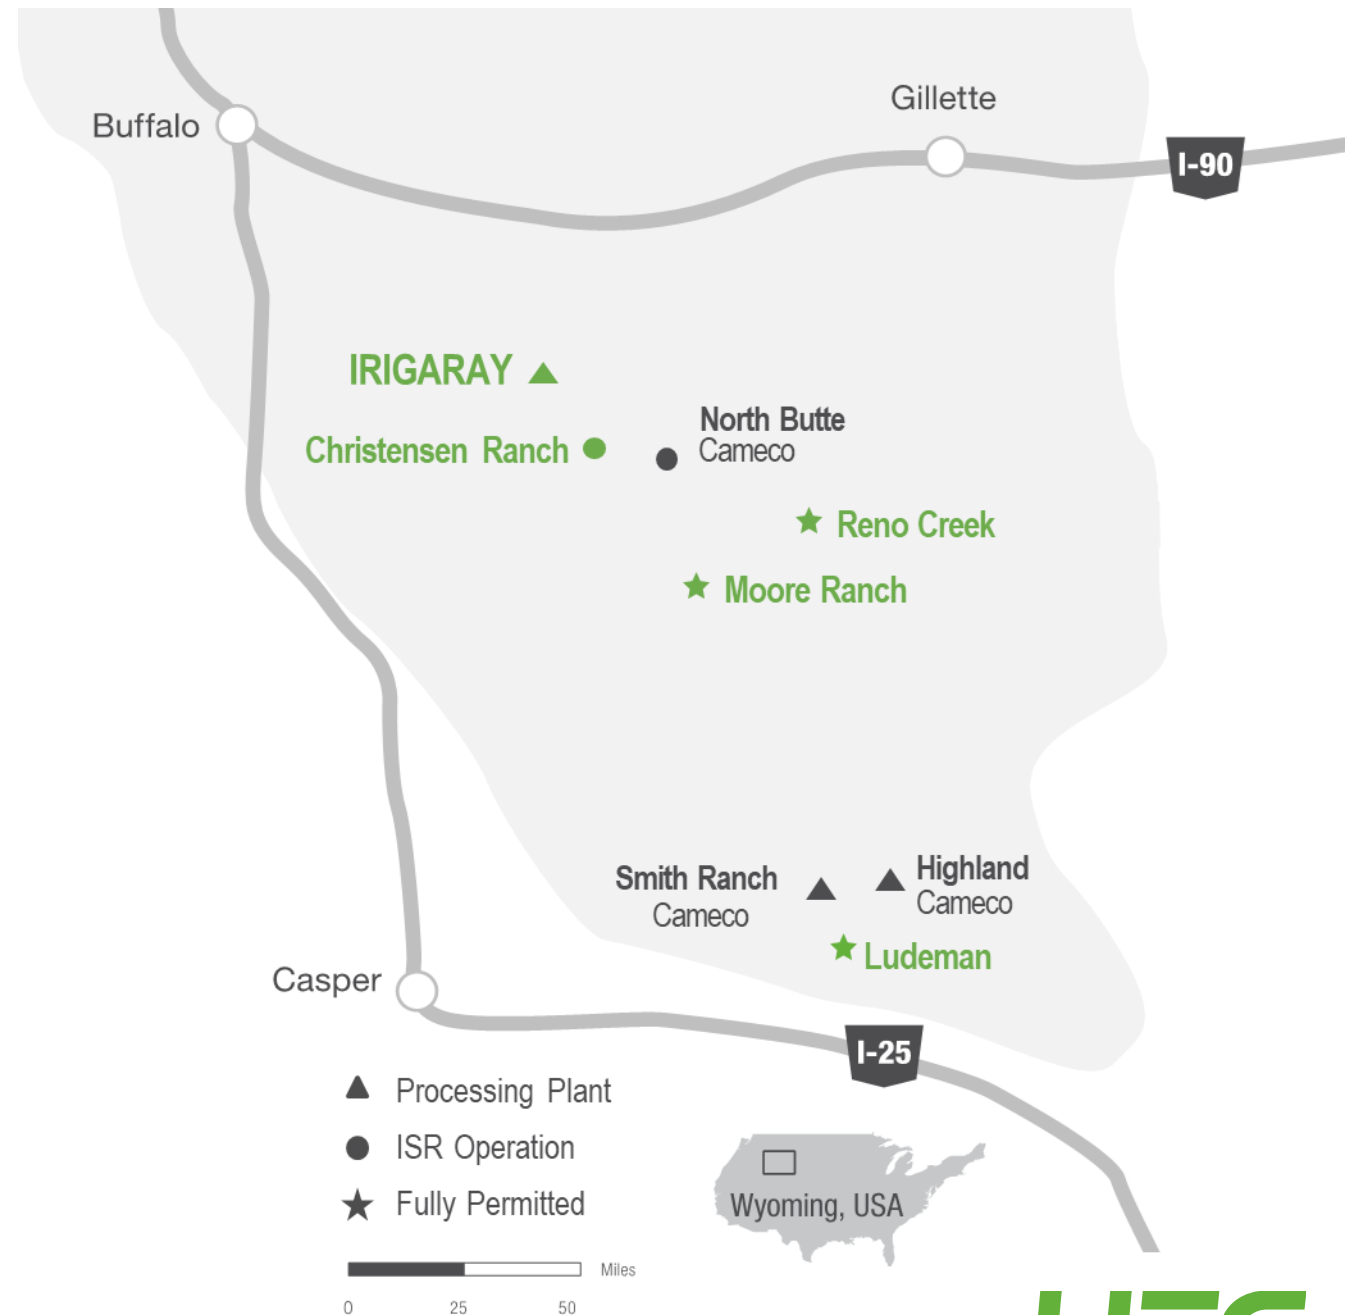 Gillette
Buffalo
I-90
IRIGARAY
North Butte
Christensen Ranch
Cameco
Reno Creek
Moore Ranch
Smith Ranch
Cameco
Highland
Cameco
Ludeman
Casper
I-25
Processing Plant
ISR Operation
Fully Permitted
Wyoming, USA
Miles
0 25 50